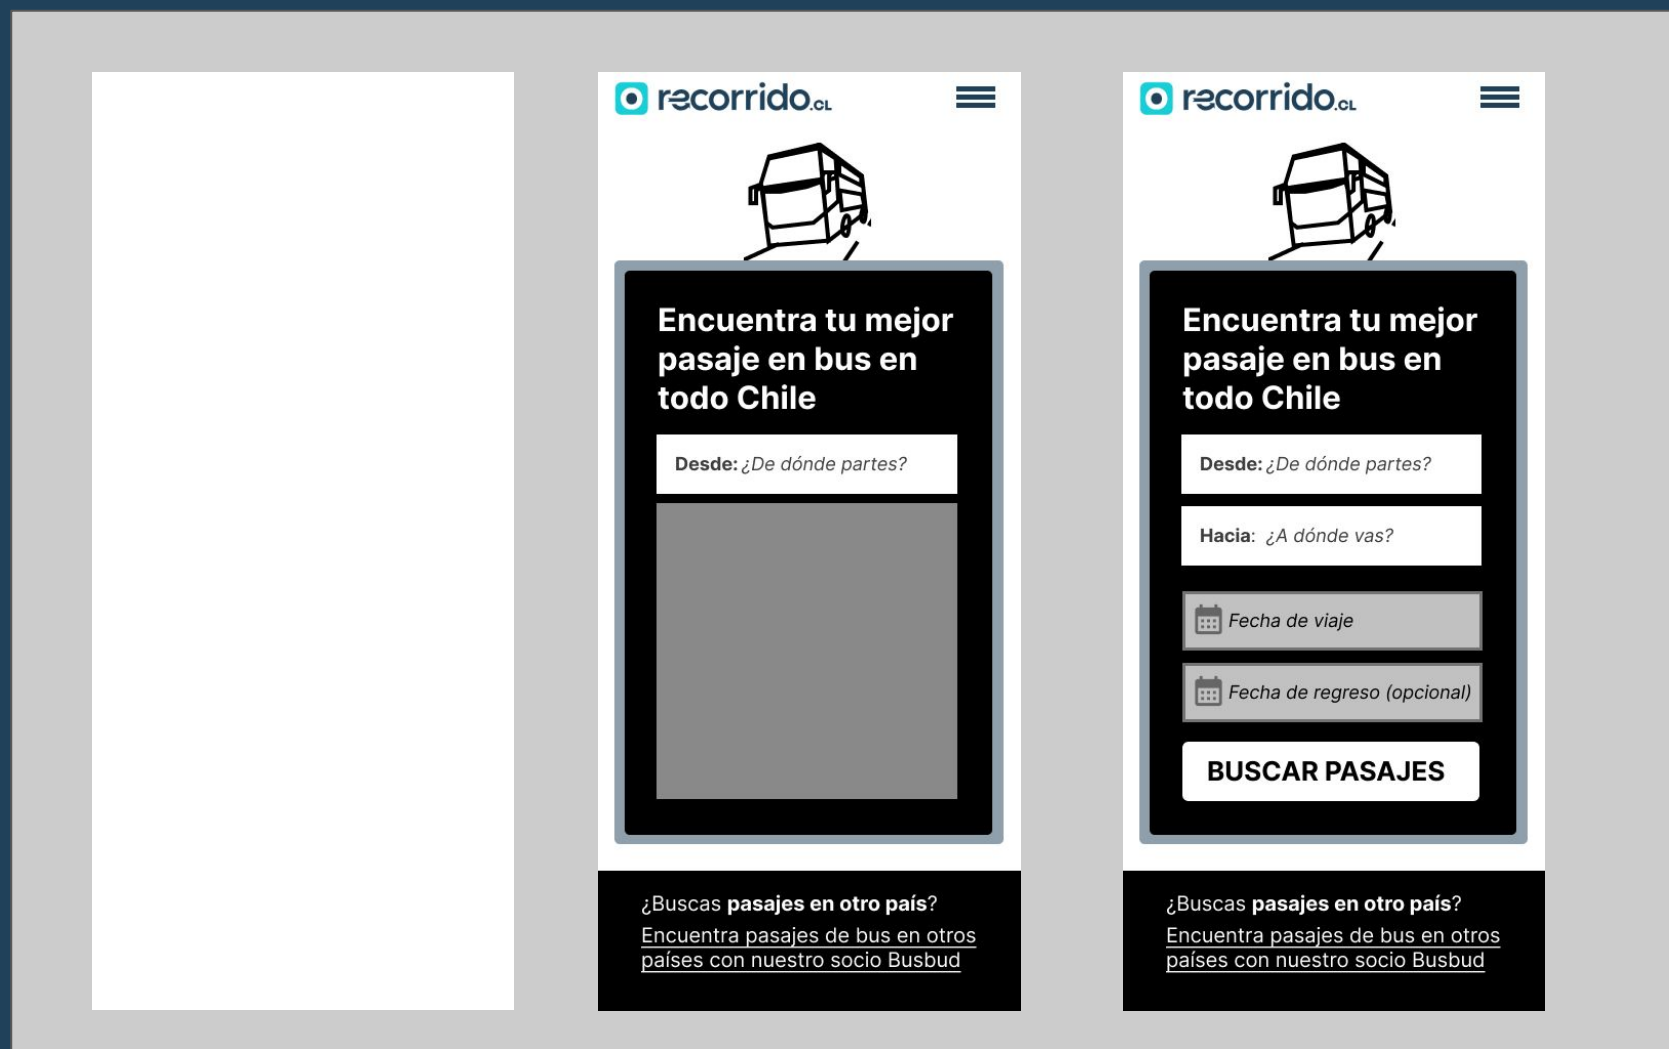 recorrido.CL
Encuentra tu mejor
pasaje en bus en
todo Chile
Desde: ¿De dónde partes?
¿Buscas pasajes en otro país?
Encuentra pasajes de bus en otros
países con nuestro socio Busbud
recorrido.CL
Encuentra tu mejor
pasaje en bus en
todo Chile
Desde: ¿De dónde partes?
Hacia: ¿A dónde vas?
Fecha de viaje
Fecha de regreso (opcional)
BUSCAR PASAJES
¿Buscas pasajes en otro país?
Encuentra pasajes de bus en otros
países con nuestro socio Busbud